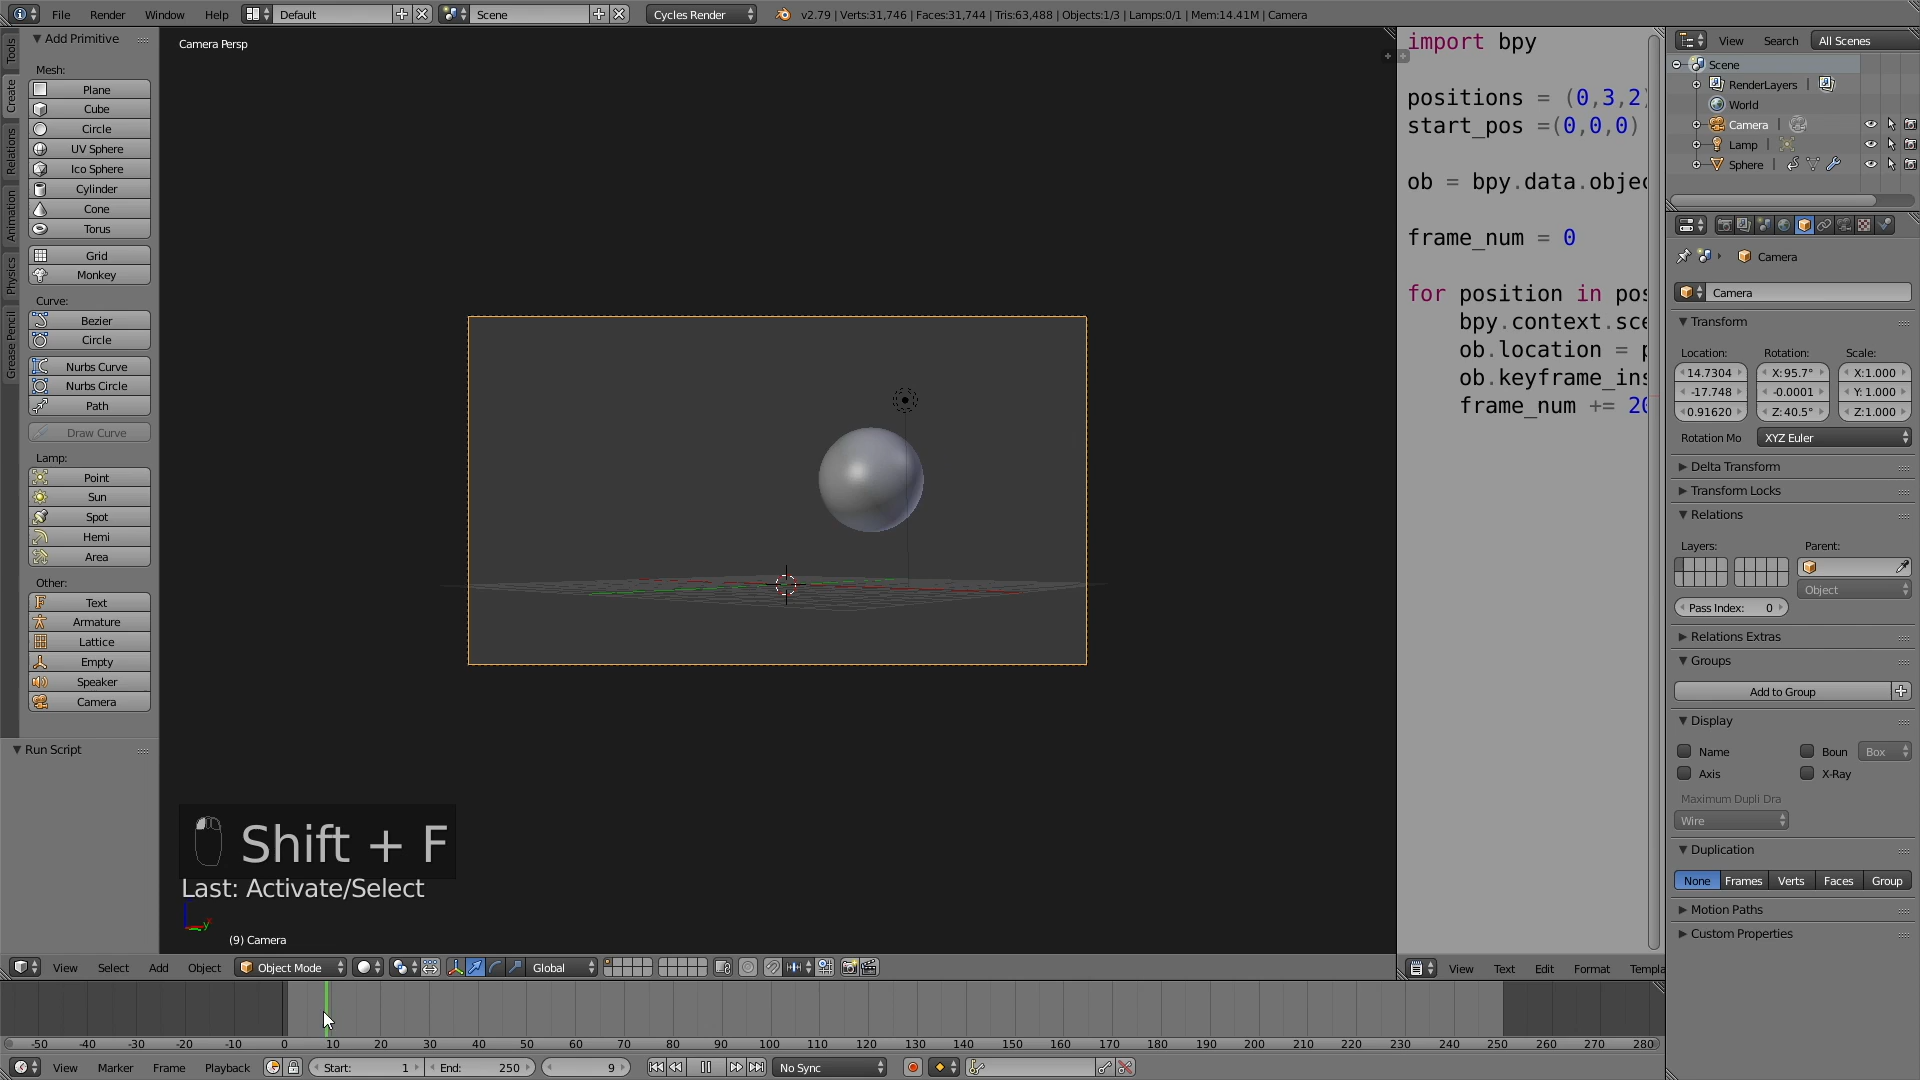 File Render Window Help Default Scene Cycles Render v2.79 | Verts:31,746 | Faces:31,744 | Tris:63,488 | Objects:1/3 | Lamps:0/1 | Mem:14.41M | Camera
Tools
Create
Relations
Animation
Physics
Grease Pencil
Add Primitive
Mesh:
Plane
Cube
Circle
UV Sphere
Ico Sphere
Cylinder
Cone
Torus
Grid
Monkey
Curve:
Bezier
Circle
Nurbs Curve
Nurbs Circle
Path
Draw Curve
Lamp:
Point
Sun
Spot
Hemi
Area
Other:
Text
Armature
Lattice
Empty
Speaker
Camera
Run Script
Camera Persp
Shift + F
Last: Activate/Select
(9) Camera
View Select Add Object Object Mode Global
import bpy
positions = (0,3,2)
start_pos =(0,0,0)
ob = bpy.data.objec
frame_num = 0
for position in pos
bpy.context.sce
ob.location = p
ob.keyframe_ins
frame_num += 20
View Text Edit Format Templa
View Search All Scenes
Scene
RenderLayers |
World
Camera |
Lamp |
Sphere |
Camera
Camera
Transform
Location: Rotation: Scale:
14.7304 X:95.7° X:1.000
-17.748 -0.0001 Y: 1.000
0.91620 Z:40.5° Z:1.000
Rotation Mo XYZ Euler
Delta Transform
Transform Locks
Relations
Layers: Parent:
Object
Pass Index: 0
Relations Extras
Groups
Add to Group
Display
Name Boun Box
Axis X-Ray
Maximum Dupli Dra
Wire
Duplication
None Frames Verts Faces Group
Motion Paths
Custom Properties
-50 -40 -30 -20 -10 0 10 20 30 40 50 60 70 80 90 100 110 120 130 140 150 160 170 180 190 200 210 220 230 240 250 260 270 280
View Marker Frame Playback Start: 1 End: 250 9 No Sync